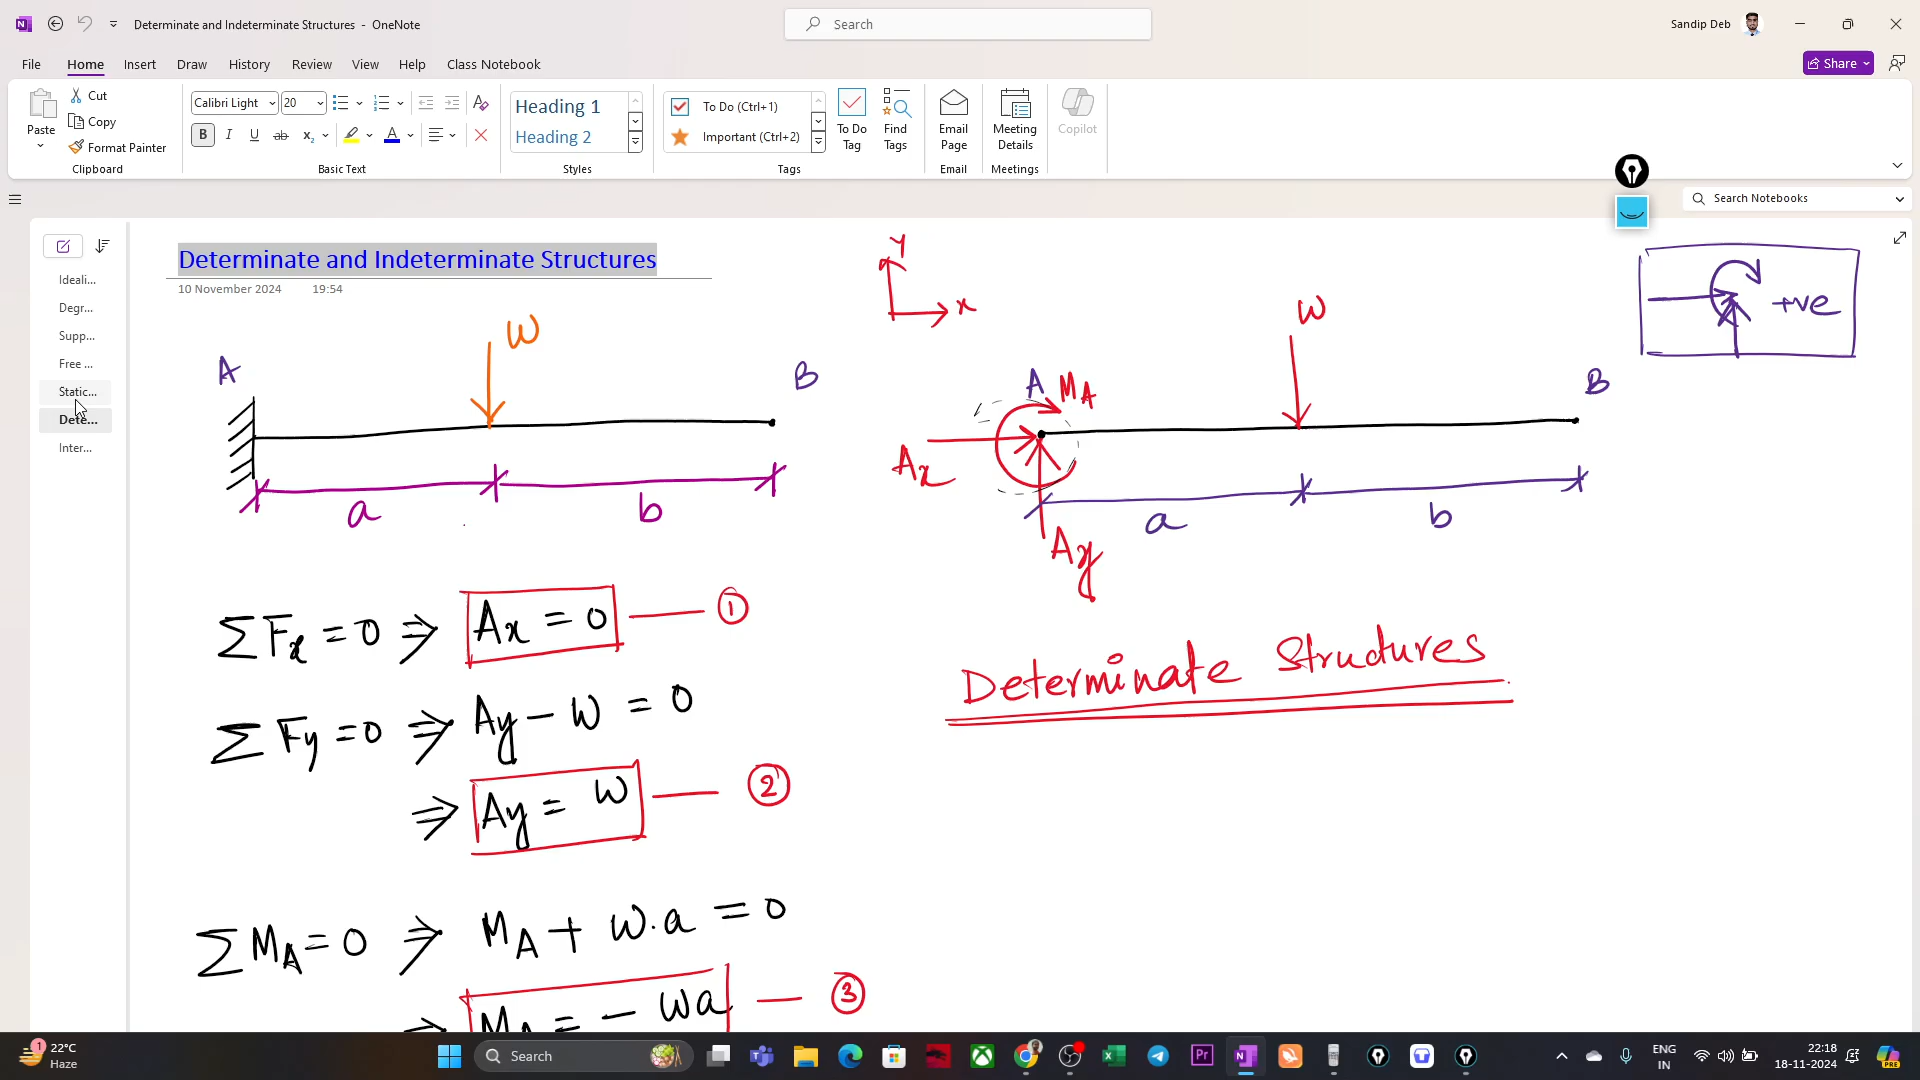 Determinate and Indeterminate Structures - OneNote
Search
Sandip Deb
File Home Insert Draw History Review View Help Class Notebook
Share
Paste
Cut
Copy
Format Painter
Clipboard
Calibri Light 20
B I U ab x₂ A
Basic Text
Heading 1
Heading 2
Styles
To Do (Ctrl+1)
Important (Ctrl+2)
Tags
To Do Tag
Find Tags
Email Page
Email
Meeting Details
Meetings
Copilot
Search Notebooks
Ideali...
Degr...
Supp...
Free ...
Static...
Dete...
Inter...
Determinate and Indeterminate Structures
10 November 2024 19:54
A
W
B
a
b
Y
x
W
A
M_A
B
A_x
A_y
a
b
+ve
ΣF_x = 0 ⇒ A_x = 0 — ①
ΣF_y = 0 ⇒ A_y - W = 0
⇒ A_y = W — ②
ΣM_A = 0 ⇒ M_A + W.a = 0
⇒ M_A = - Wa — ③
Determinate Structures
1
22°C
Haze
Search
Pr
ENG
IN
22:18
18-11-2024
PRE